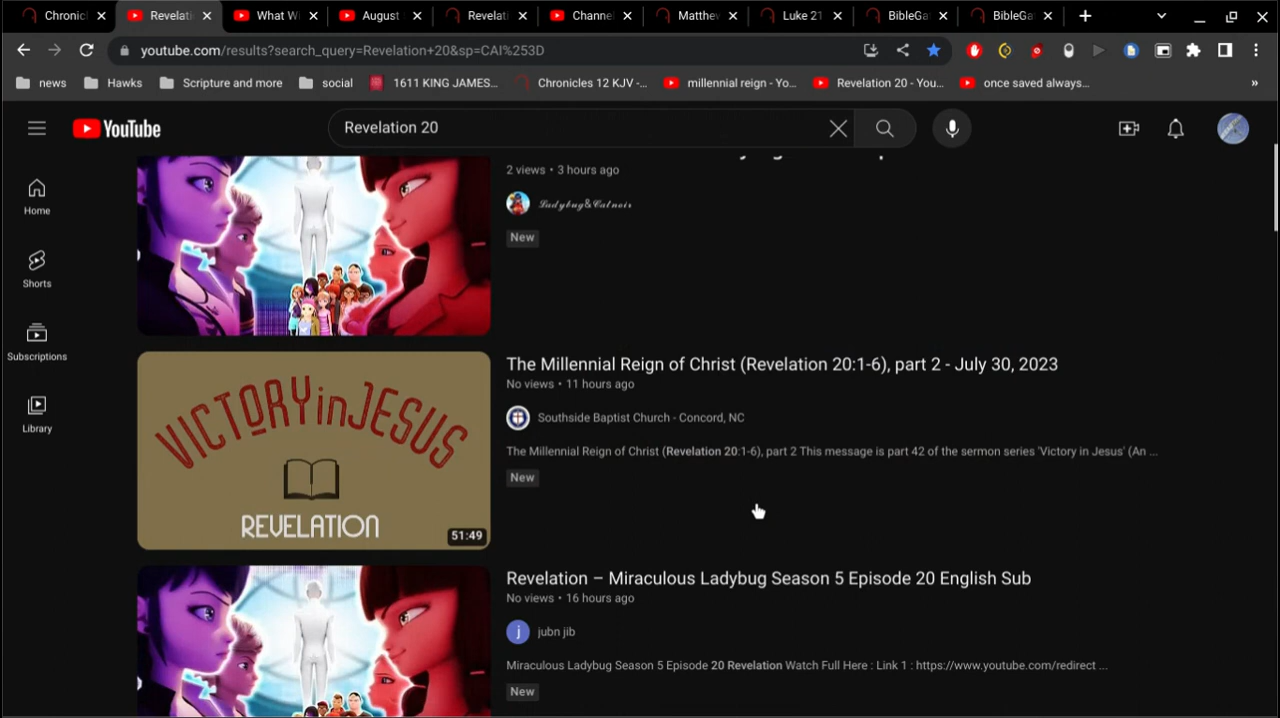 Chronicl
Revelati
What Wi
August
Revelati
Channe
Matthew
Luke 21
BibleGa
BibleGa
youtube.com/results?search_query=Revelation+20&sp=CAI%253D
news
Hawks
Scripture and more
social
1611 KING JAMES...
Chronicles 12 KJV -...
millennial reign - Yo...
Revelation 20 - You...
once saved always...
»
YouTube
Revelation 20
Home
Shorts
Subscriptions
Library
2 views • 3 hours ago
𝓛𝓪𝓭𝔂𝓫𝓾𝓰&𝓒𝓪𝓽𝓷𝓸𝓲𝓻
New
VICTORY in JESUS
REVELATION
51:49
The Millennial Reign of Christ (Revelation 20:1-6), part 2 - July 30, 2023
No views • 11 hours ago
Southside Baptist Church - Concord, NC
The Millennial Reign of Christ (Revelation 20:1-6), part 2 This message is part 42 of the sermon series 'Victory in Jesus' (An ...
New
Revelation – Miraculous Ladybug Season 5 Episode 20 English Sub
No views • 16 hours ago
j
jubn jib
Miraculous Ladybug Season 5 Episode 20 Revelation Watch Full Here : Link 1 : https://www.youtube.com/redirect ...
New